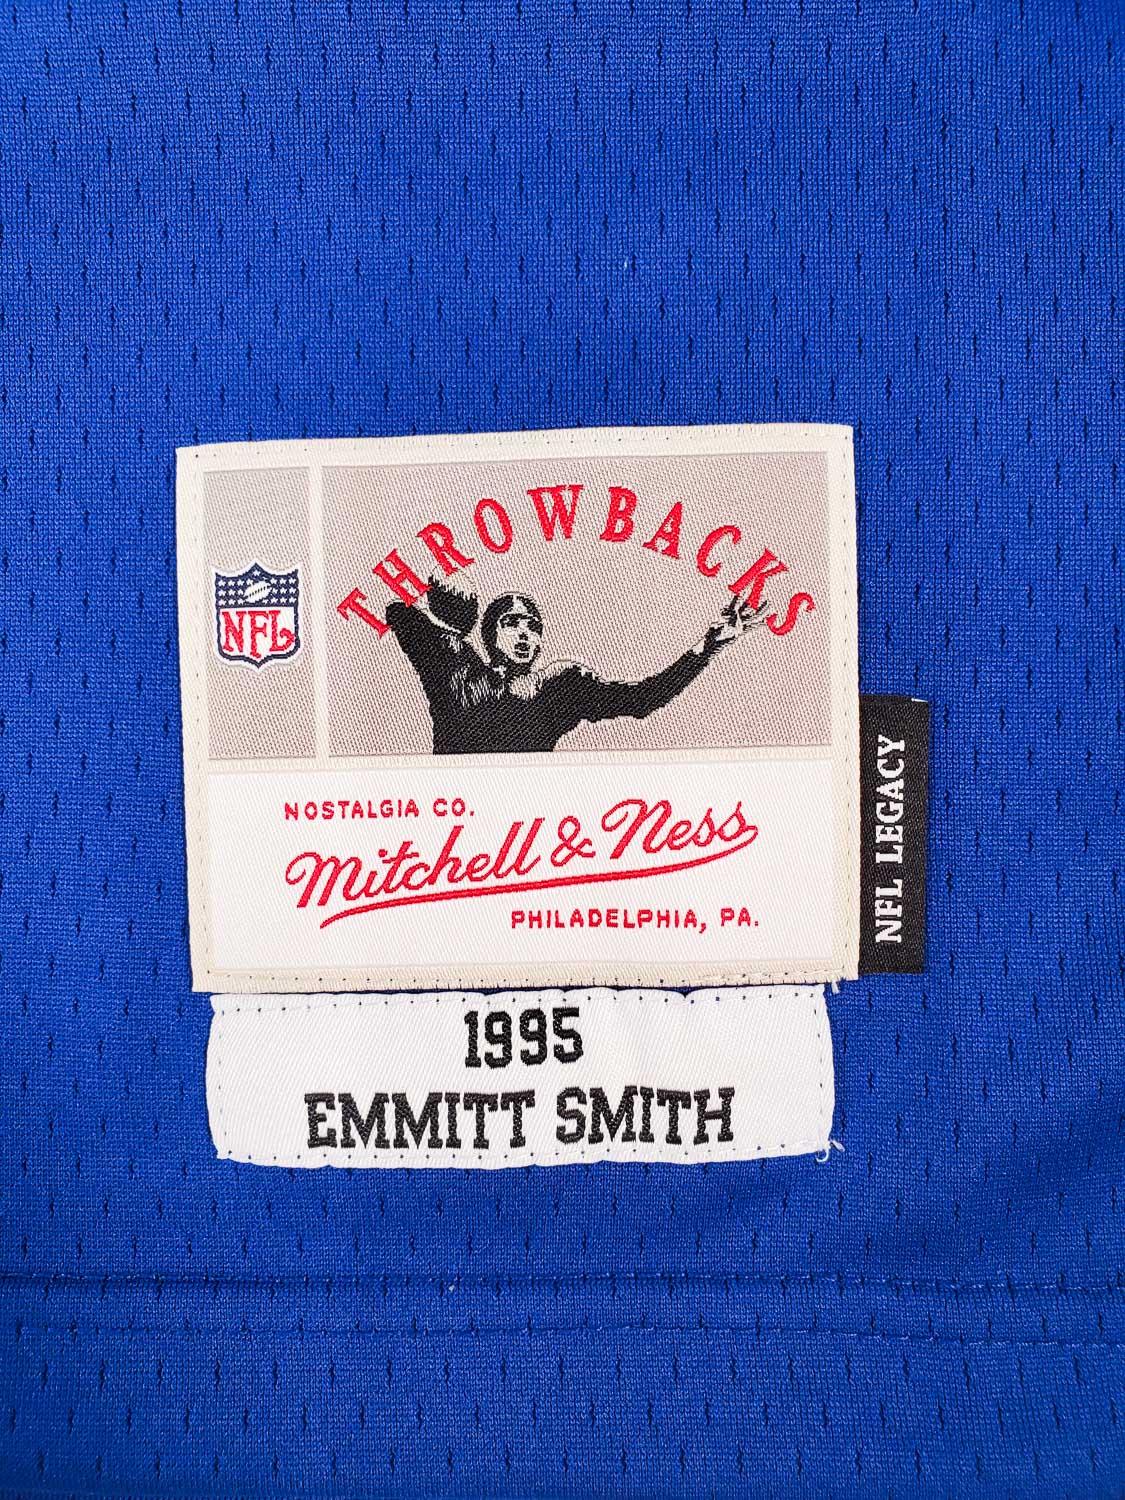 THROWBACKS
NFL
NOSTALGIA CO.
Mitchell & Ness
PHILADELPHIA, PA.
NFL LEGACY
1995
EMMITT SMITH